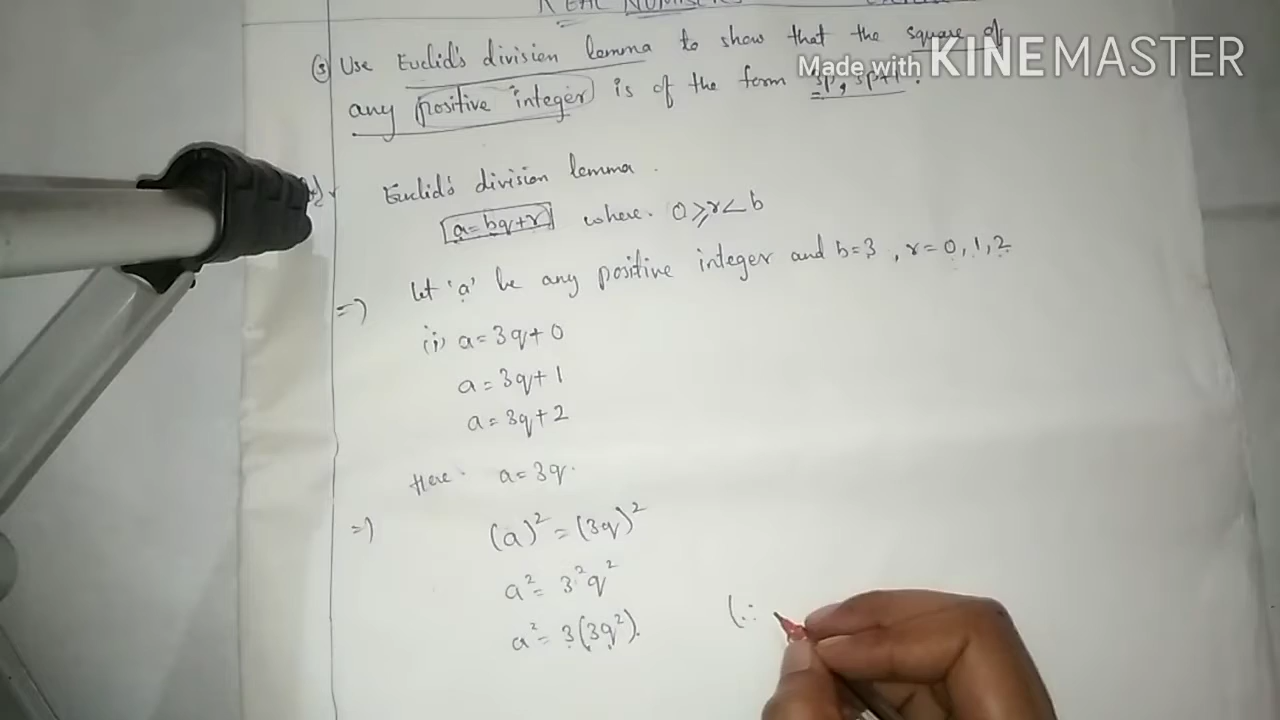 REAL NUMBERS
Made with KINEMASTER
③ Use Euclid's division lemma to show that the square of
any positive integer is of the form 3p, 3p+1.
Euclid's division lemma.
a=bq+r where. 0⩾r<b
=) let 'a' be any positive integer and b=3, r=0,1,2
(i) a=3q+0
a=3q+1
a=3q+2
Here. a=3q.
=) (a)²=(3q)²
a²= 3²q²
a²= 3(3q²). (∵